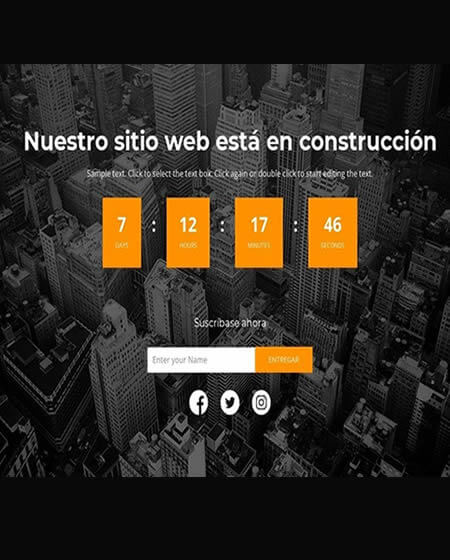 Nuestro sitio web está en construcción
Sample text. Click to select the text box. Click again or double click to start editing the text.
7 : 12 : 17 : 46
DAYS HOURS MINUTES SECONDS
Suscríbase ahora
Enter your Name ENTREGAR